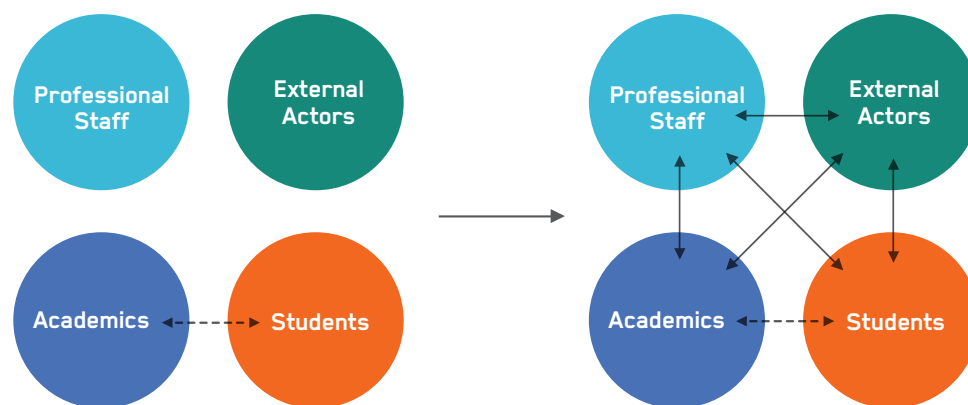 Professional
Staff
External
Actors
Academics
Students
Professional
Staff
External
Actors
Academics
Students